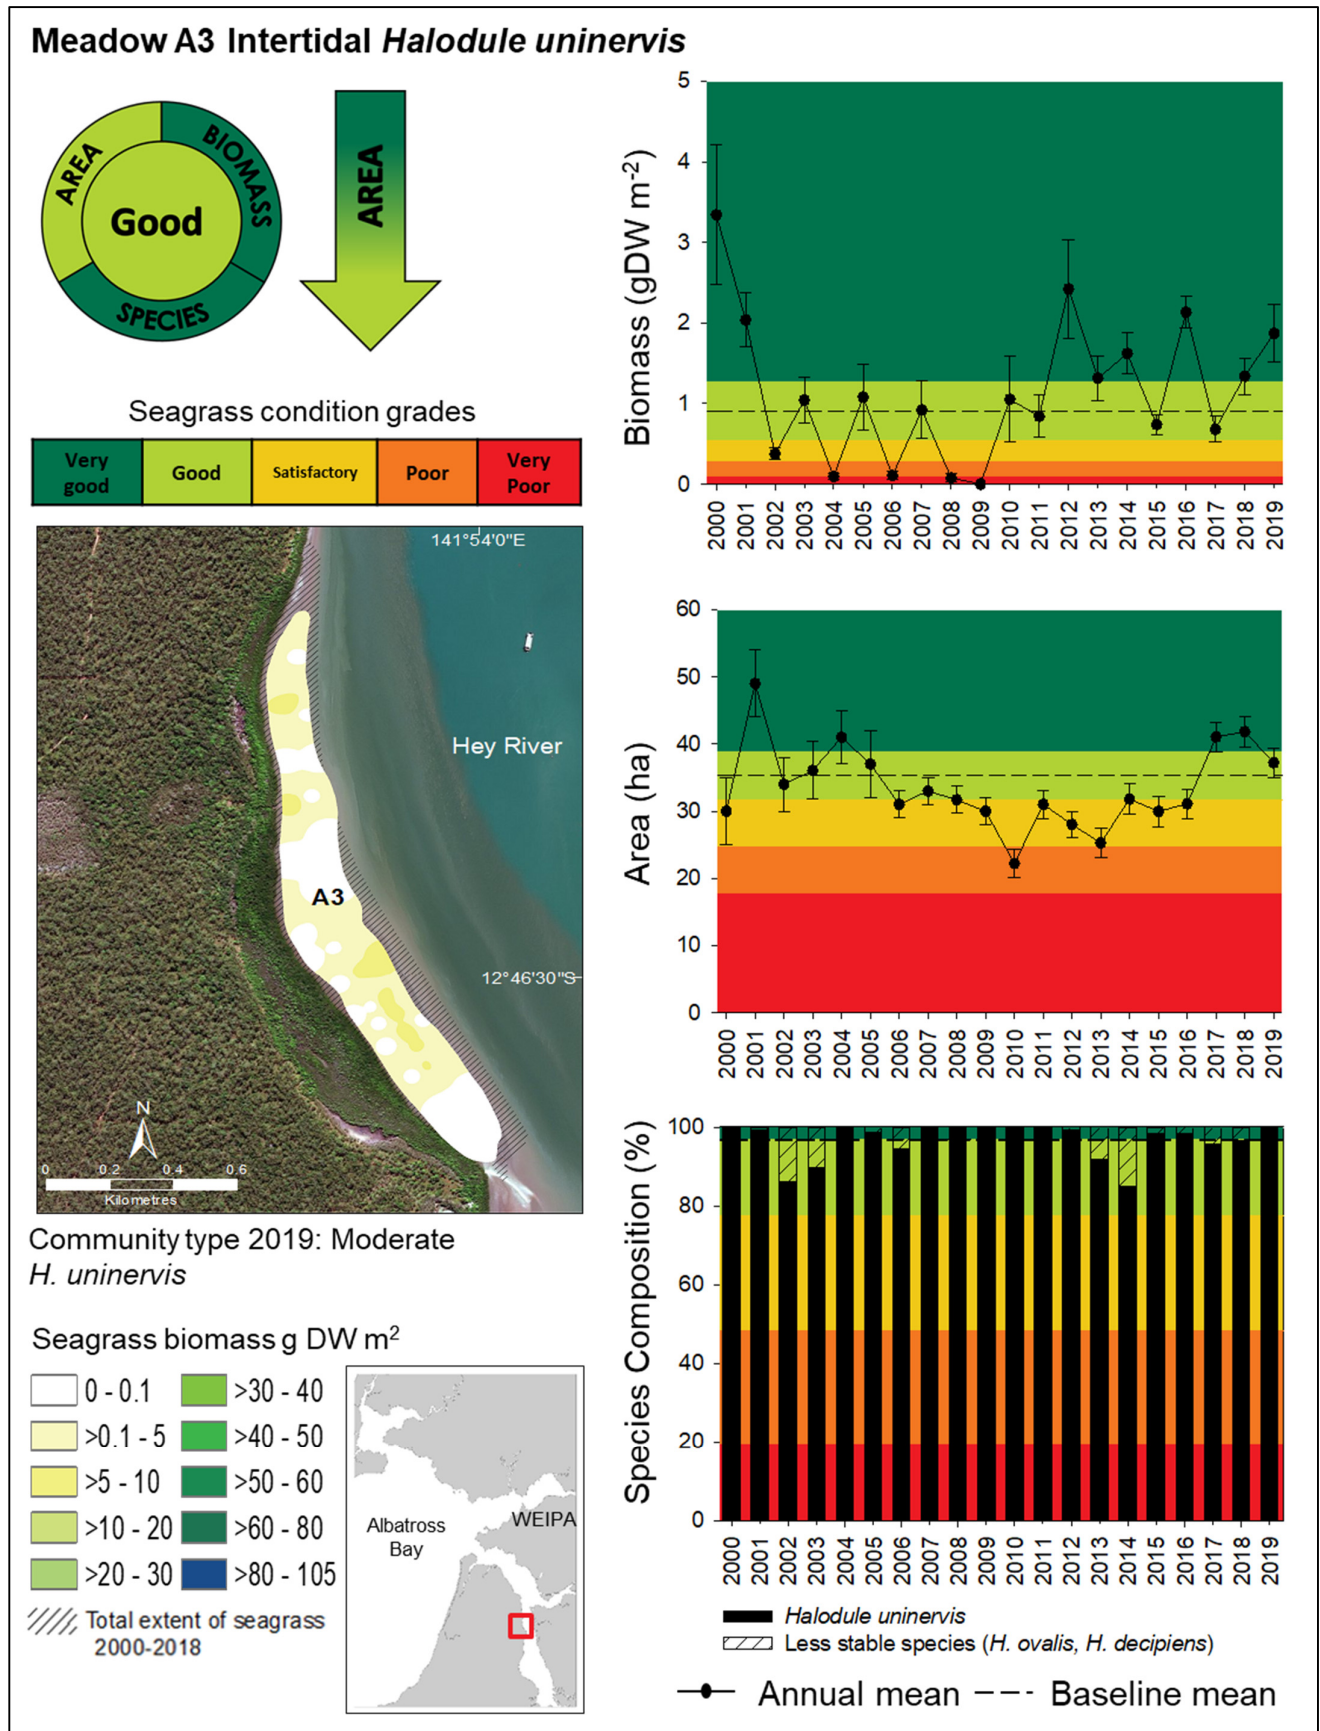 Meadow A3 Intertidal Halodule uninervis
AREA
BIOMASS
SPECIES
Good
AREA
Seagrass condition grades
Very good
Good
Satisfactory
Poor
Very Poor
141°54'0"E
Hey River
A3
12°46'30"S
N
0 0.2 0.4 0.6
Kilometres
Community type 2019: Moderate
H. uninervis
Seagrass biomass g DW m²
0 - 0.1
>30 - 40
>0.1 - 5
>40 - 50
>5 - 10
>50 - 60
>10 - 20
>60 - 80
>20 - 30
>80 - 105
Total extent of seagrass
2000-2018
Albatross
Bay
WEIPA
Biomass (gDW m⁻²)
5
4
3
2
1
0
2000 2001 2002 2003 2004 2005 2006 2007 2008 2009 2010 2011 2012 2013 2014 2015 2016 2017 2018 2019
Area (ha)
60
50
40
30
20
10
0
2000 2001 2002 2003 2004 2005 2006 2007 2008 2009 2010 2011 2012 2013 2014 2015 2016 2017 2018 2019
Species Composition (%)
100
80
60
40
20
0
2000 2001 2002 2003 2004 2005 2006 2007 2008 2009 2010 2011 2012 2013 2014 2015 2016 2017 2018 2019
Halodule uninervis
Less stable species (H. ovalis, H. decipiens)
Annual mean
Baseline mean